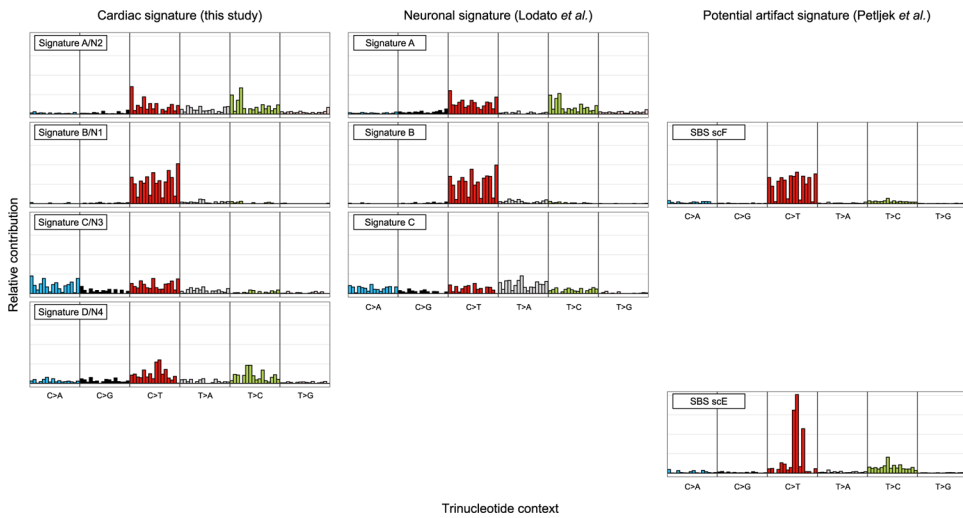 Cardiac signature (this study)
Neuronal signature (Lodato et al.)
Potential artifact signature (Petljek et al.)
Signature A/N2
Signature A
Signature B/N1
Signature B
SBS scF
Signature C/N3
Signature C
C>A C>G C>T T>A T>C T>G
C>A C>G C>T T>A T>C T>G
Signature D/N4
C>A C>G C>T T>A T>C T>G
SBS scE
C>A C>G C>T T>A T>C T>G
Relative contribution
Trinucleotide context